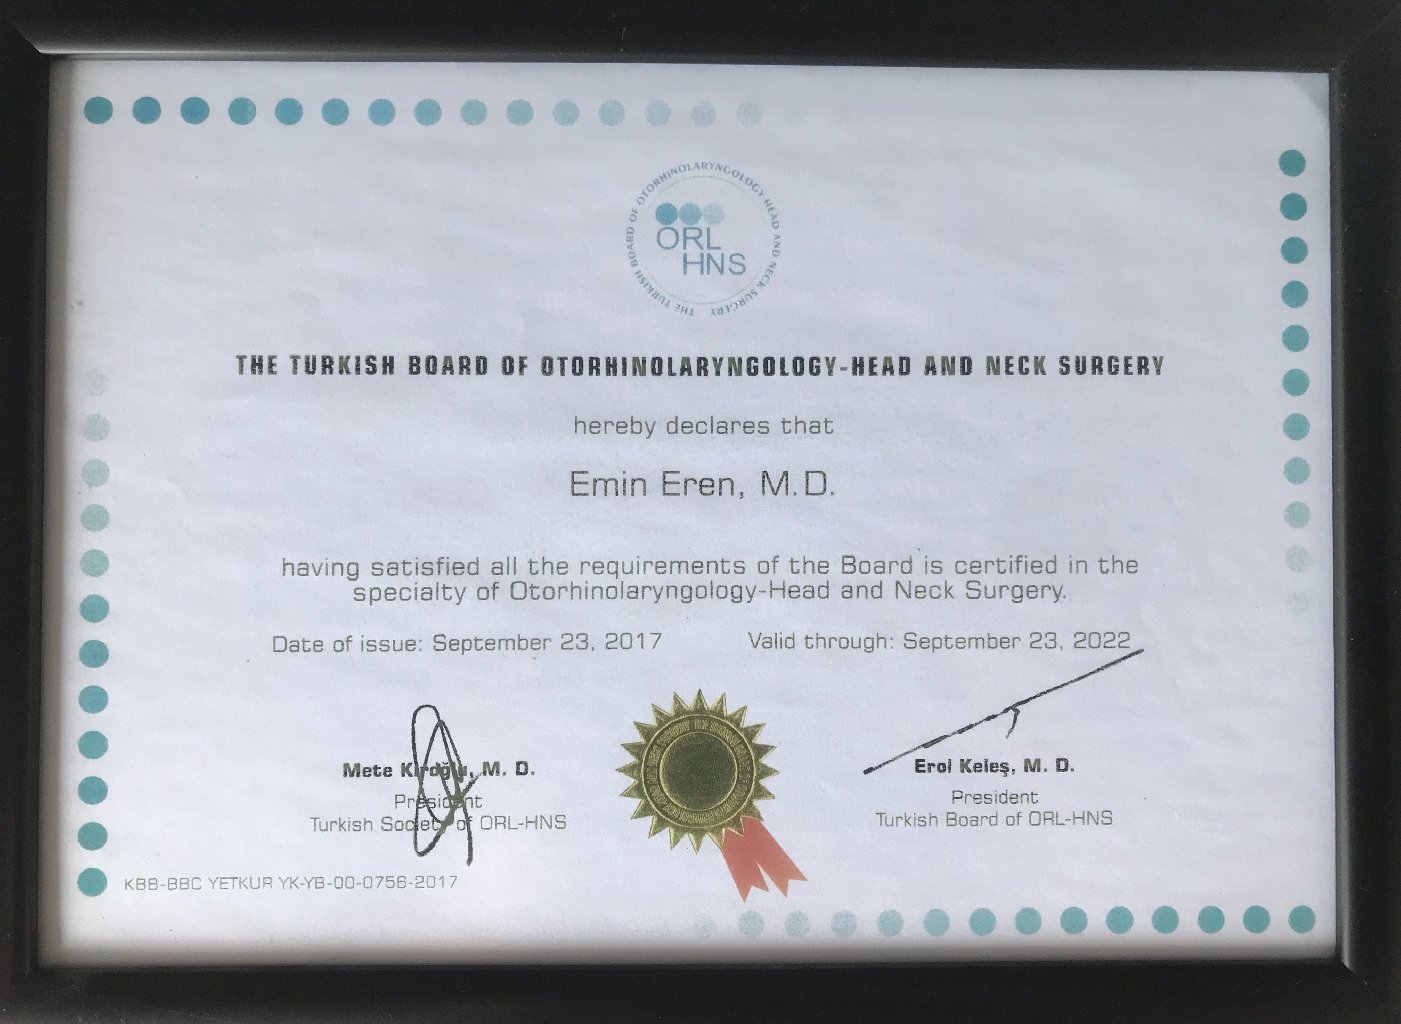 THE TURKISH BOARD OF OTORHINOLARYNGOLOGY HEAD AND NECK SURGERY
ORL
HNS
THE TURKISH BOARD OF OTORHINOLARYNGOLOGY-HEAD AND NECK SURGERY
hereby declares that
Emin Eren, M.D.
having satisfied all the requirements of the Board is certified in the
specialty of Otorhinolaryngology-Head and Neck Surgery.
Date of issue: September 23, 2017 Valid through: September 23, 2022
Mete M. D.
President
Turkish Society of ORL-HNS
Erol Keleş, M. D.
President
Turkish Board of ORL-HNS
KBB-BBC YETKUR YK-YB-00-0756-2017